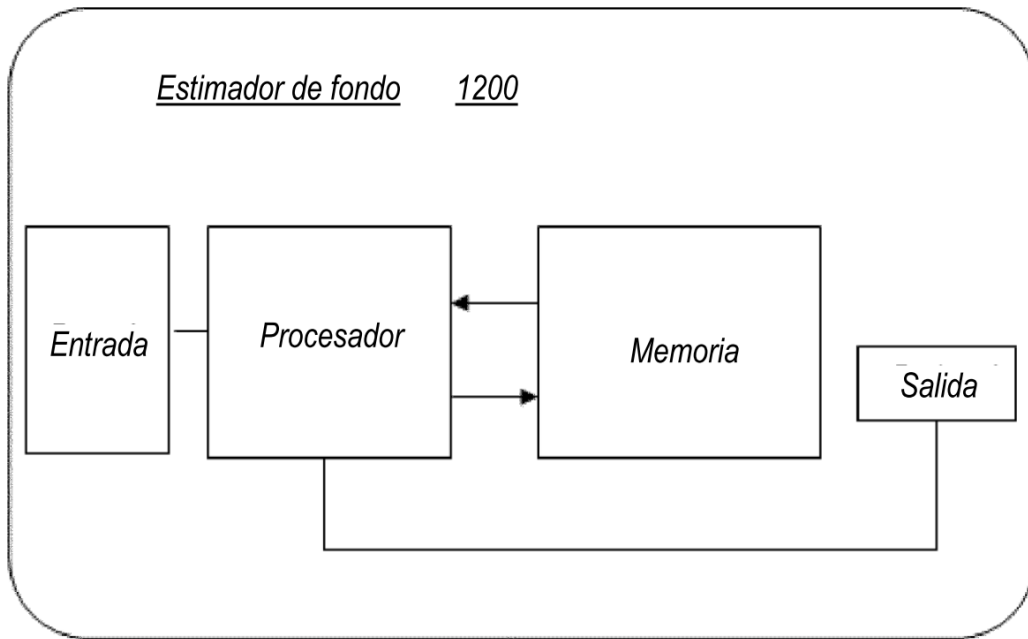 Estimador de fondo 1200
Entrada
Procesador
Memoria
Salida